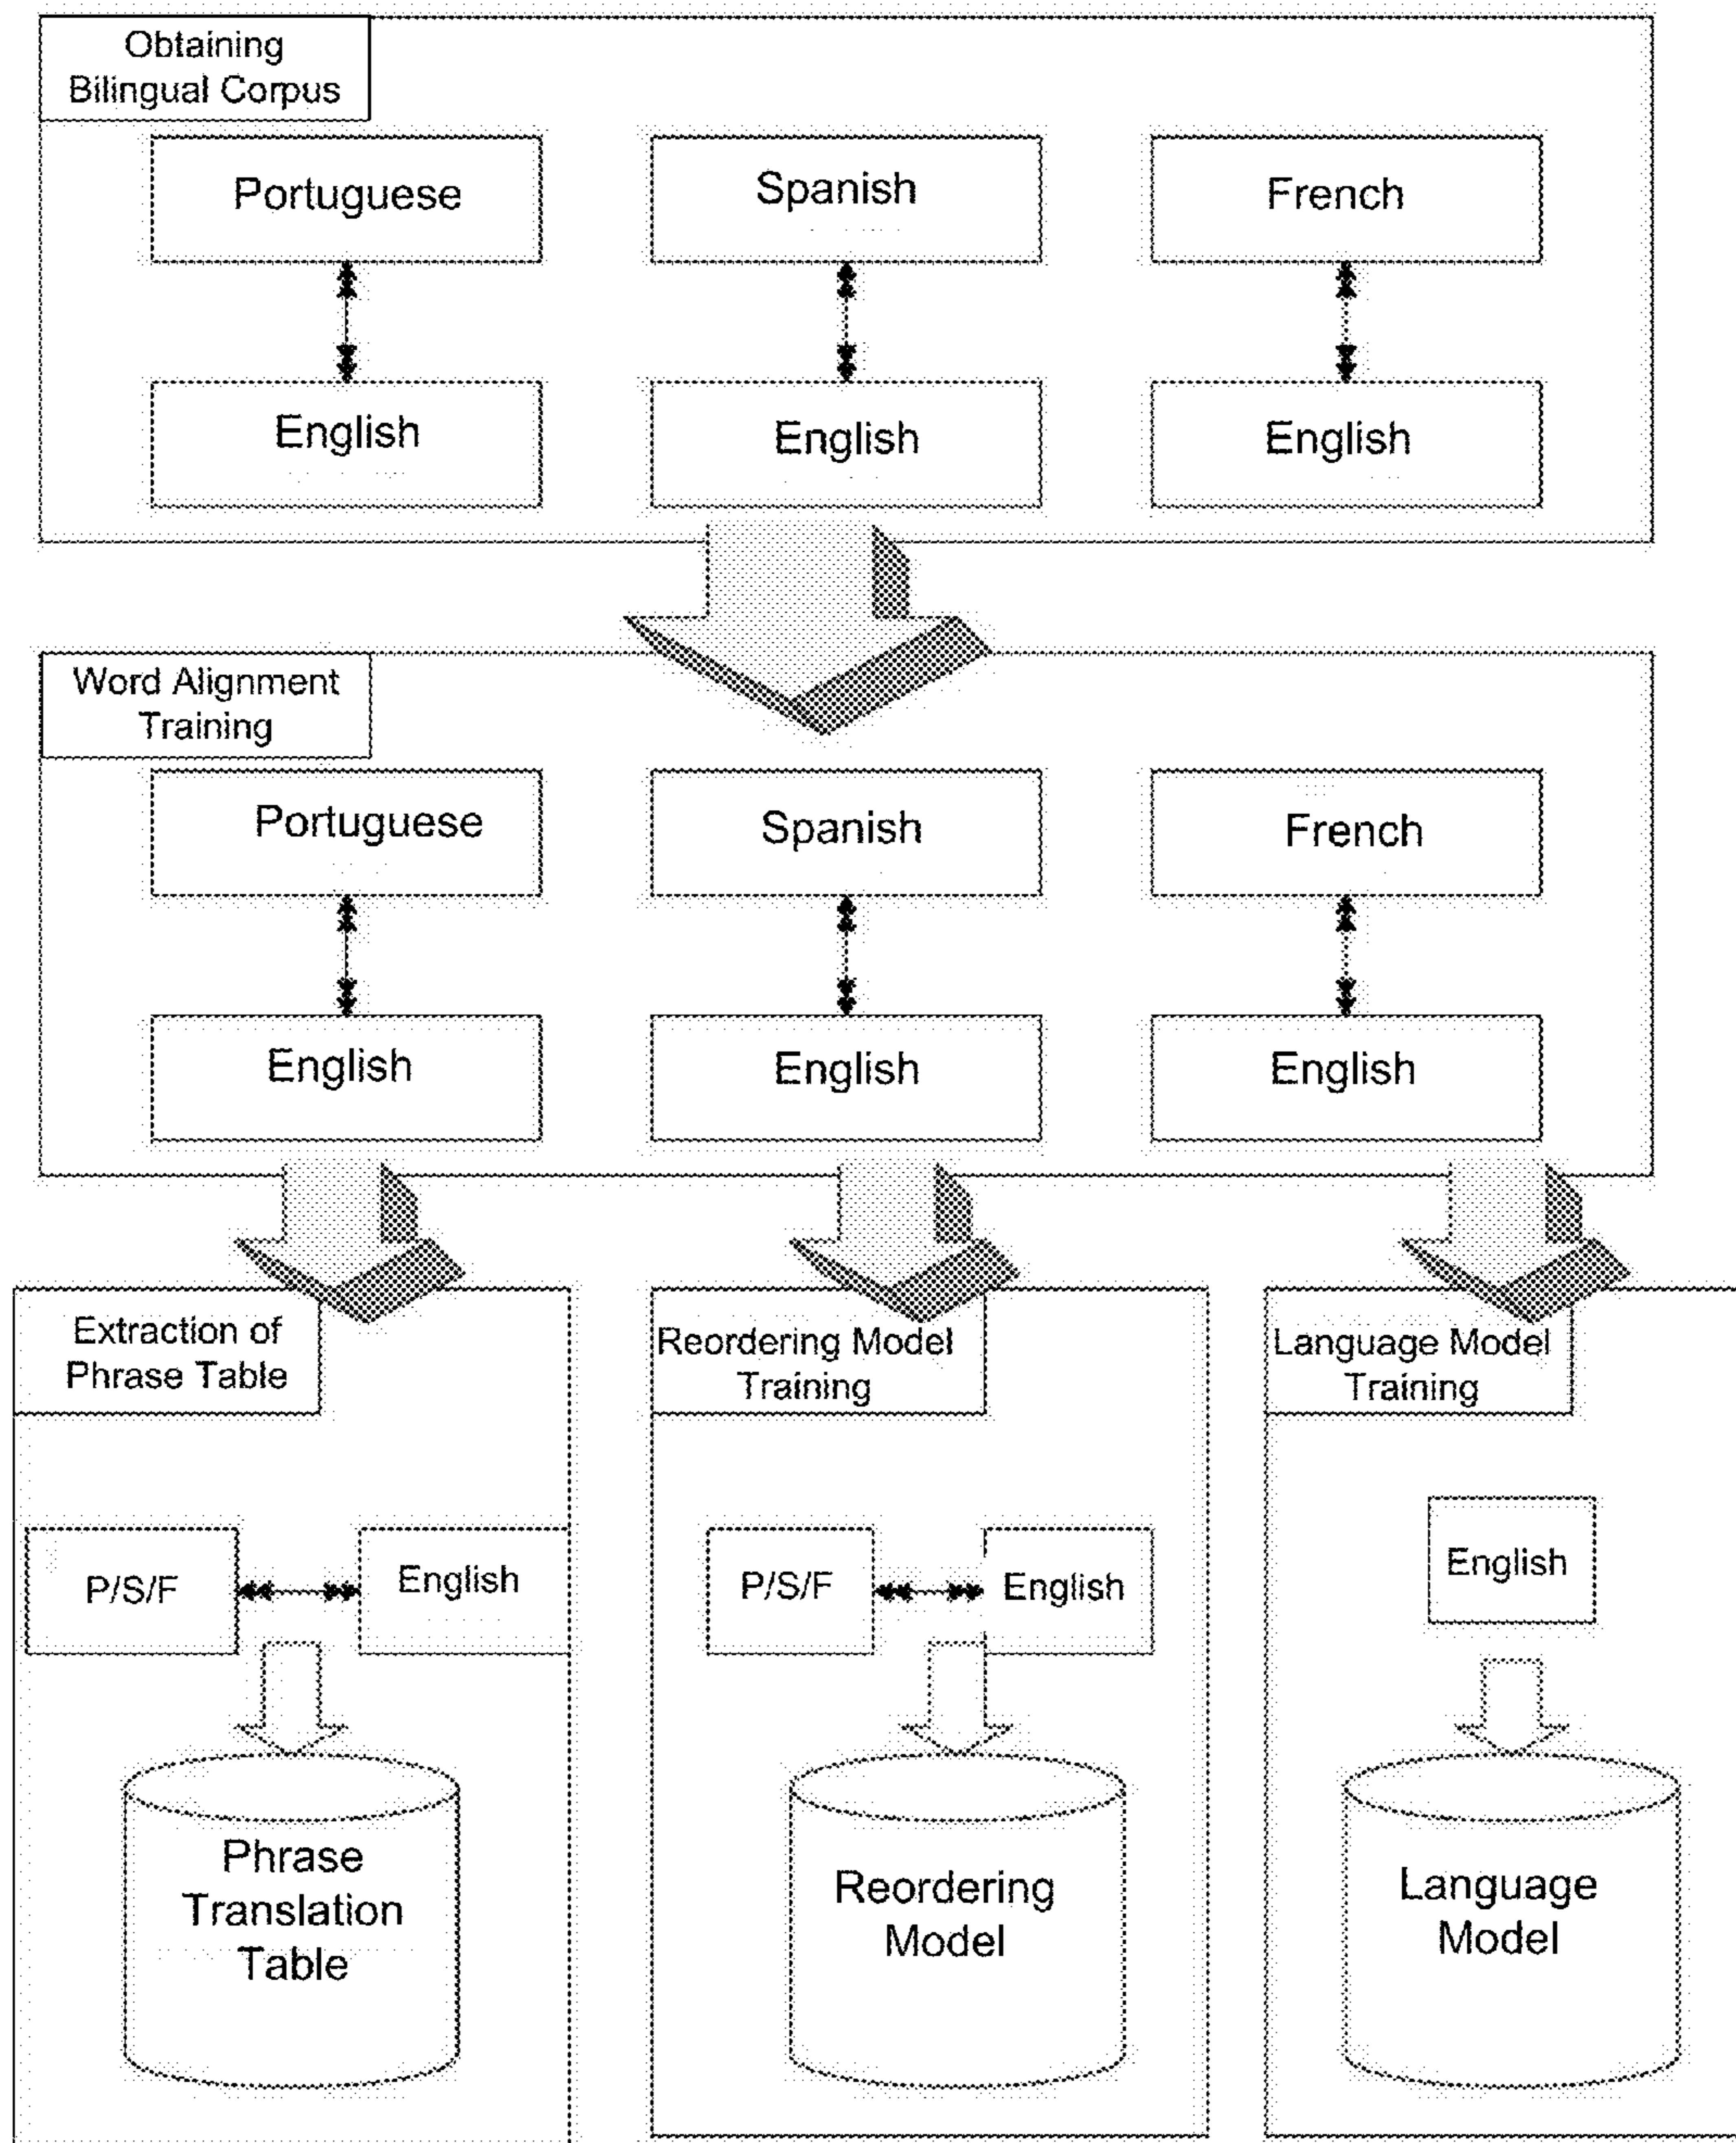 Obtaining
Bilingual Corpus
Portuguese
Spanish
French
English
English
English
Word Alignment
Training
Portuguese
Spanish
French
English
English
English
Extraction of
Phrase Table
Reordering Model
Training
Language Model
Training
P/S/F
English
P/S/F
English
English
Phrase
Translation
Table
Reordering
Model
Language
Model